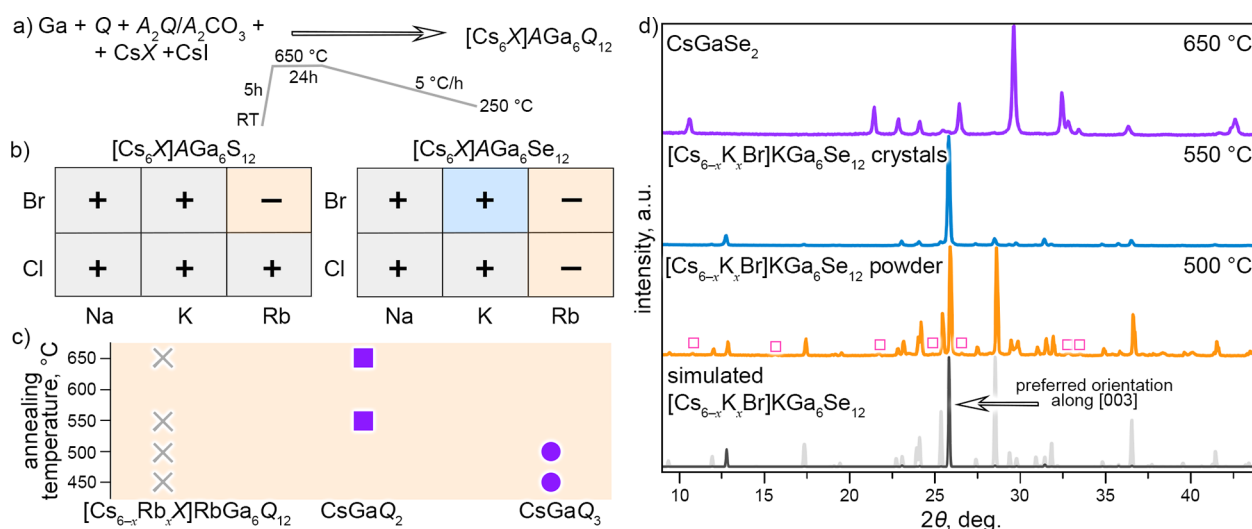 a) Ga + Q + A₂Q/A₂CO₃ +
+ CsX +CsI
[Cs₆X]AGa₆Q₁₂
650 °C
24h
5h
RT
5 °C/h
250 °C
b)
[Cs₆X]AGa₆S₁₂
[Cs₆X]AGa₆Se₁₂
Br + + −
Br + + −
Cl + + +
Cl + + −
Na K Rb
Na K Rb
c)
annealing
temperature, °C
650
600
550
500
450
[Cs₆₋ₓRbₓX]RbGa₆Q₁₂
CsGaQ₂
CsGaQ₃
d)
CsGaSe₂ 650 °C
[Cs₆₋ₓKₓBr]KGa₆Se₁₂ crystals 550 °C
[Cs₆₋ₓKₓBr]KGa₆Se₁₂ powder 500 °C
simulated
[Cs₆₋ₓKₓBr]KGa₆Se₁₂
preferred orientation
along [003]
intensity, a.u.
10 15 20 25 30 35 40
2θ, deg.